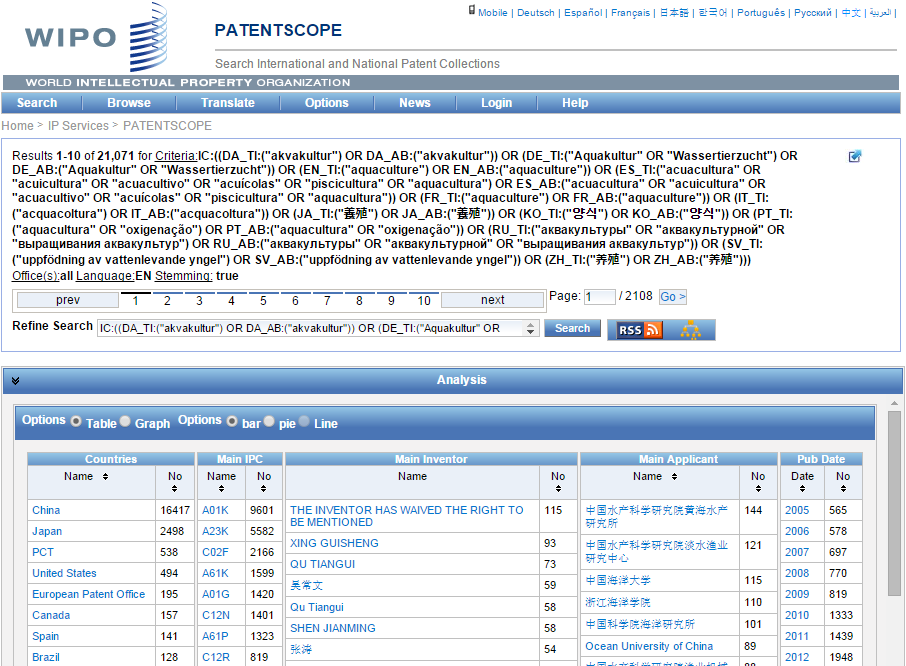 Mobile | Deutsch | Español | Français | 日本語 | 한국어 | Português | Русский | 中文 | العربية |
WIPO
PATENTSCOPE
Search International and National Patent Collections
WORLD INTELLECTUAL PROPERTY ORGANIZATION
Search Browse Translate Options News Login Help
Home > IP Services > PATENTSCOPE
Results 1-10 of 21,071 for Criteria:IC:((DA_TI:("akvakultur") OR DA_AB:("akvakultur")) OR (DE_TI:("Aquakultur" OR "Wassertierzucht") OR
DE_AB:("Aquakultur" OR "Wassertierzucht")) OR (EN_TI:("aquaculture") OR EN_AB:("aquaculture")) OR (ES_TI:("acuacultura" OR
"acuicultura" OR "acuacultivo" OR "acuícolas" OR "piscicultura" OR "aquacultura") OR ES_AB:("acuacultura" OR "acuicultura" OR
"acuacultivo" OR "acuícolas" OR "piscicultura" OR "aquacultura")) OR (FR_TI:("aquaculture") OR FR_AB:("aquaculture")) OR (IT_TI:
("acquacoltura") OR IT_AB:("acquacoltura")) OR (JA_TI:("養殖") OR JA_AB:("養殖")) OR (KO_TI:("양식") OR KO_AB:("양식")) OR (PT_TI:
("aquacultura" OR "oxigenação") OR PT_AB:("aquacultura" OR "oxigenação")) OR (RU_TI:("аквакультуры" OR "аквакультурной" OR
"выращивания аквакультур") OR RU_AB:("аквакультуры" OR "аквакультурной" OR "выращивания аквакультур")) OR (SV_TI:
("uppfödning av vattenlevande yngel") OR SV_AB:("uppfödning av vattenlevande yngel")) OR (ZH_TI:("养殖") OR ZH_AB:("养殖")))
Office(s):all Language:EN Stemming: true
prev 1 2 3 4 5 6 7 8 9 10 next Page: 1 / 2108 Go >
Refine Search IC:((DA_TI:("akvakultur") OR DA_AB:("akvakultur")) OR (DE_TI:("Aquakultur" OR Search RSS
Analysis
Options Table Graph Options bar pie Line
Countries Main IPC Main Inventor Main Applicant Pub Date
Name No Name No Name No Name No Date No
China 16417 A01K 9601 THE INVENTOR HAS WAIVED THE RIGHT TO BE MENTIONED 115 中国水产科学研究院黄海水产研究所 144 2005 565
Japan 2498 A23K 5582 XING GUISHENG 93 中国水产科学研究院淡水渔业研究中心 121 2006 578
PCT 538 C02F 2166 QU TIANGUI 73 中国海洋大学 115 2007 697
United States 494 A61K 1599 吴常文 59 浙江海洋学院 110 2008 770
European Patent Office 195 A01G 1420 Qu Tiangui 58 中国科学院海洋研究所 101 2009 819
Canada 157 C12N 1401 SHEN JIANMING 58 Ocean University of China 89 2010 1333
Spain 141 A61P 1323 张涛 54 2011 1439
Brazil 128 C12R 819 2012 1948